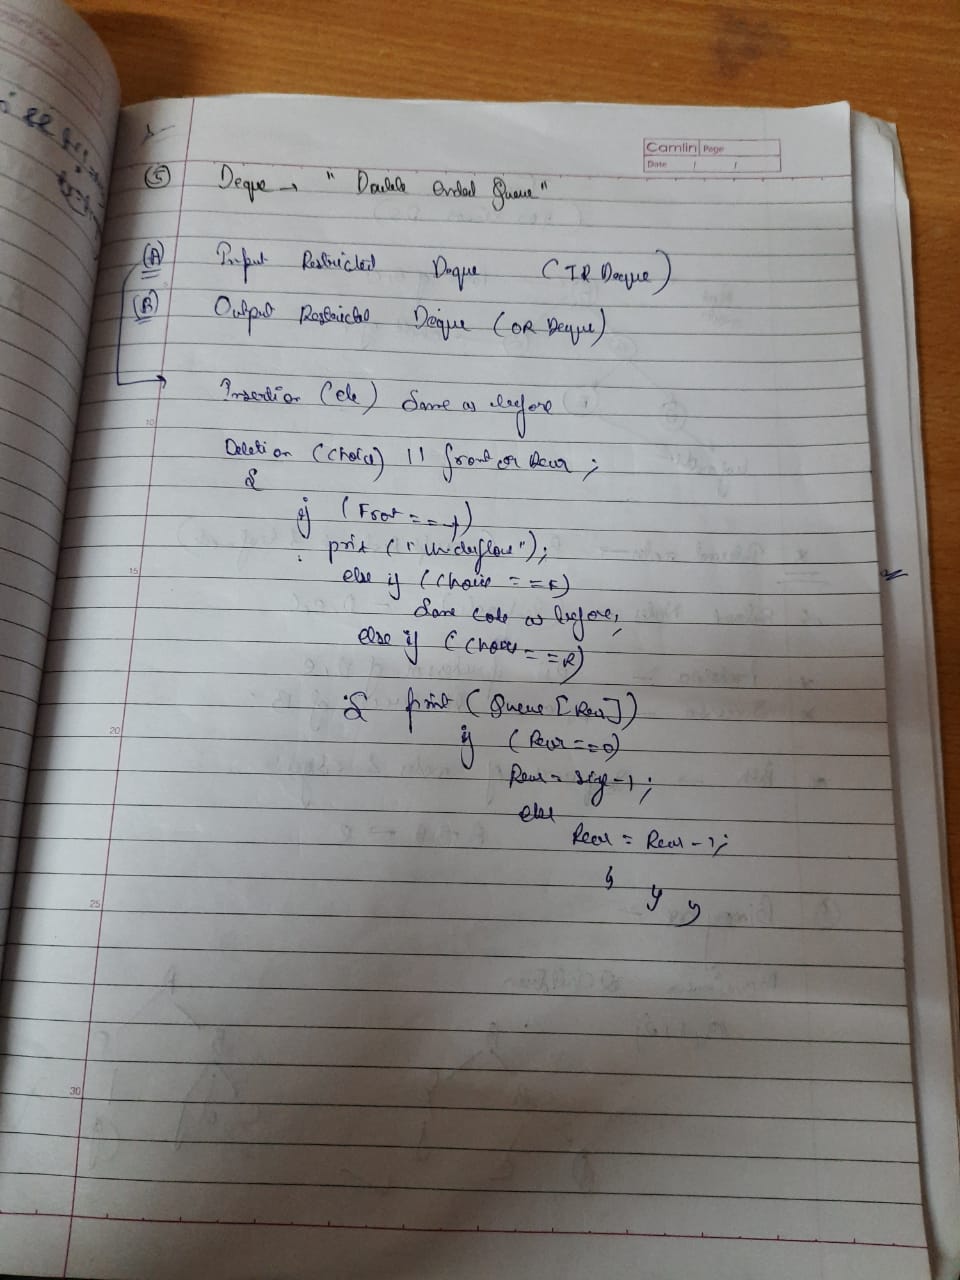 Camlin Page
Date / /
(5) Deque → "Double ended Queue"
(A) Input Restricted Deque (IR Deque)
(B) Output Restricted Deque (OR Deque)
Insertion (ele) Same as before
10
Deletion (choice) || front or Rear ;
{
if (Frot == -1)
print ("Underflow");
15
else if (choice == F)
Same code as before;
else if (choice == R)
{ print (Queue [Rear])
20
if (Rear == 0)
Rear = size-1;
else
Rear = Rear - 1;
} } }
25
30